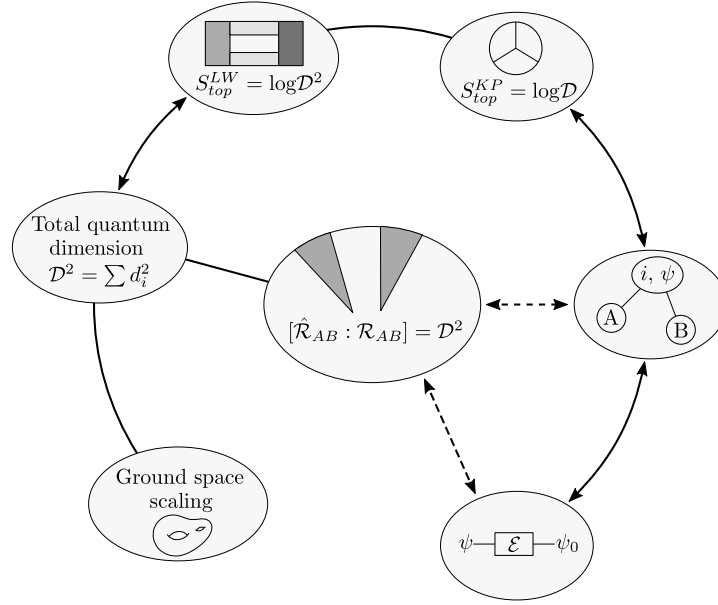 $S_{top}^{LW} = \log \mathcal{D}^2$
$S_{top}^{KP} = \log \mathcal{D}$
Total quantum
dimension
$\mathcal{D}^2 = \sum d_i^2$
$[\hat{\mathcal{R}}_{AB} : \mathcal{R}_{AB}] = \mathcal{D}^2$
$i, \psi$
A
B
Ground space
scaling
$\psi$ $\mathcal{E}$ $\psi_0$